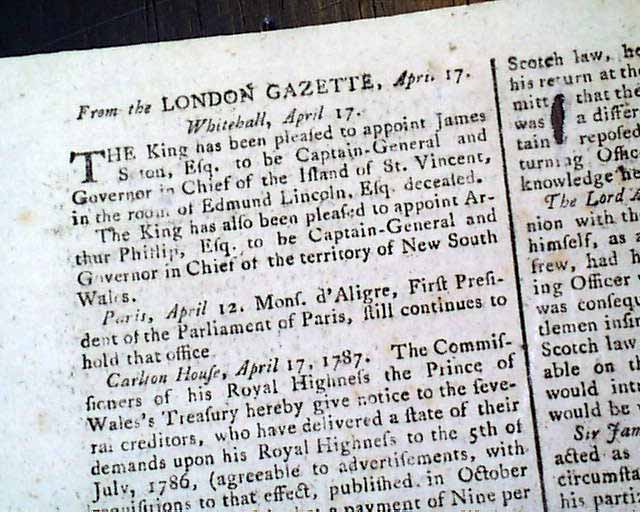 From the LONDON GAZETTE, Apr. 17.
Whitehall, April 17.
THE King has been pleaſed to appoint James
Seton, Eſq. to be Captain-General and
Governor in Chief of the Iſland of St. Vincent,
in the room of Edmund Lincoln, Eſq. deceaſed.
The King has alſo been pleaſed to appoint Ar-
thur Phillip, Eſq. to be Captain-General and
Governor in Chief of the territory of New South
Wales.
Paris, April 12. Monſ. d'Aligre, Firſt Preſi-
dent of the Parliament of Paris, ſtill continues to
hold that office
Carlton Houſe, April 17, 1787. The Commiſ-
ſioners of his Royal Highneſs the Prince of
Wales's Treaſury hereby give notice to the ſeve-
ral creditors, who have delivered a ſtate of their
demands upon his Royal Highneſs to the 5th of
July, 1786, (agreeable to advertiſements, with
requiſitions to that effect, publiſhed in October
a payment of Nine per
Scotch law, he
his return at the
that the
was a differ
tain repoſed
turning Offic
knowledge he
The Lord A
nion with th
himſelf, as a
frew, had h
ing Officer
was conſequ
tlemen inſin
Scotch law
able on th
would int
would be
Sir Jam
acted as
circumſta
his parti